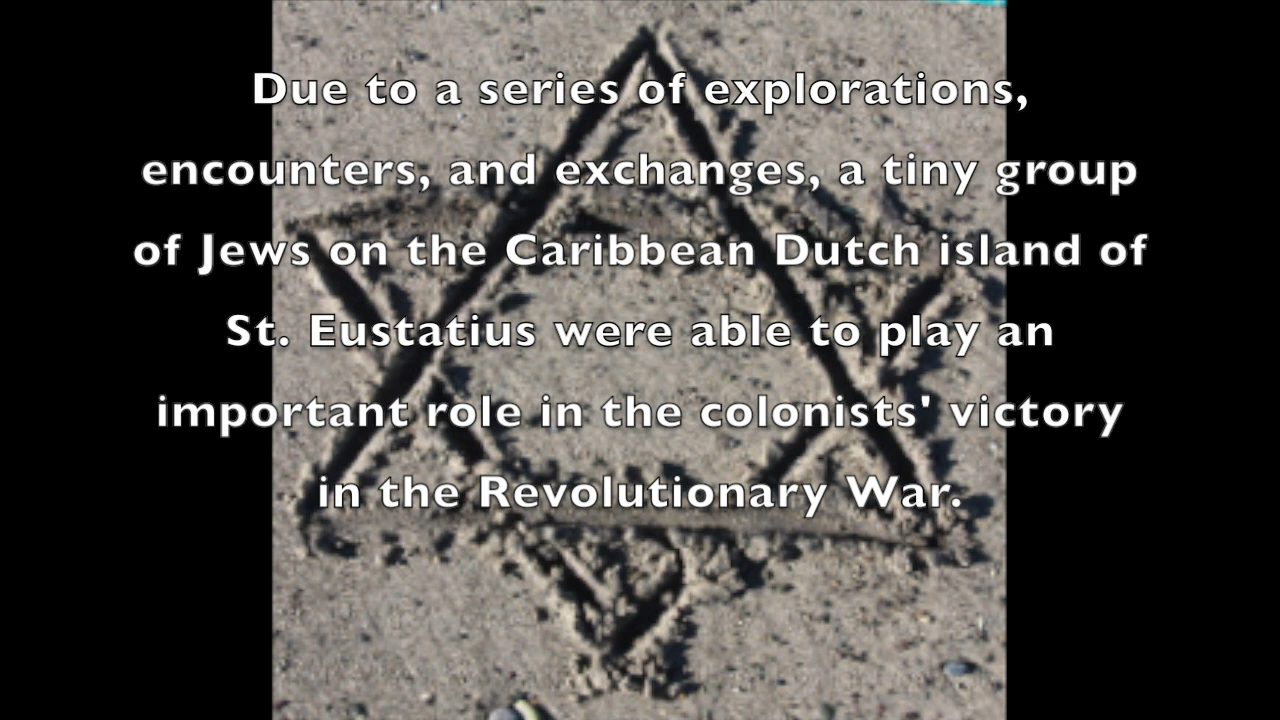 Due to a series of explorations,
encounters, and exchanges, a tiny group
of Jews on the Caribbean Dutch island of
St. Eustatius were able to play an
important role in the colonists' victory
in the Revolutionary War.